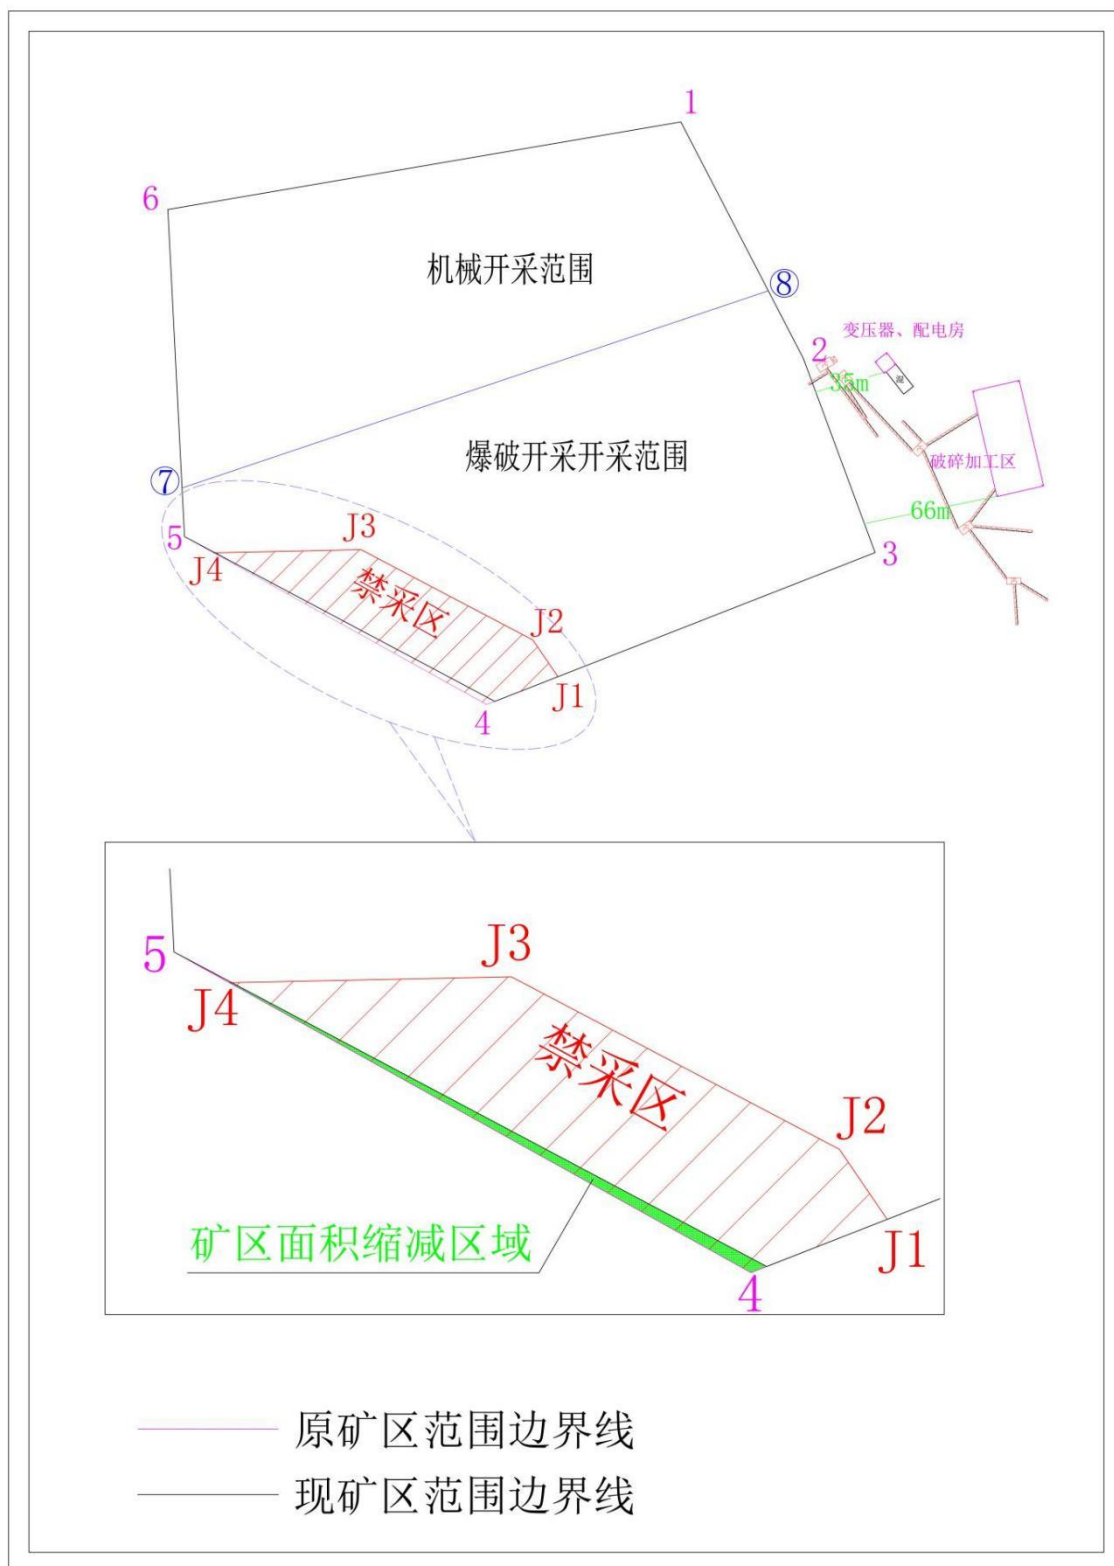 1
6
机械开采范围
⑧
变压器、配电房
2
35m
爆破开采开采范围
破碎加工区
⑦
66m
5
J3
3
J4
禁采区
J2
J1
4
J3
5
J4
禁采区
J2
矿区面积缩减区域
J1
4
原矿区范围边界线
现矿区范围边界线